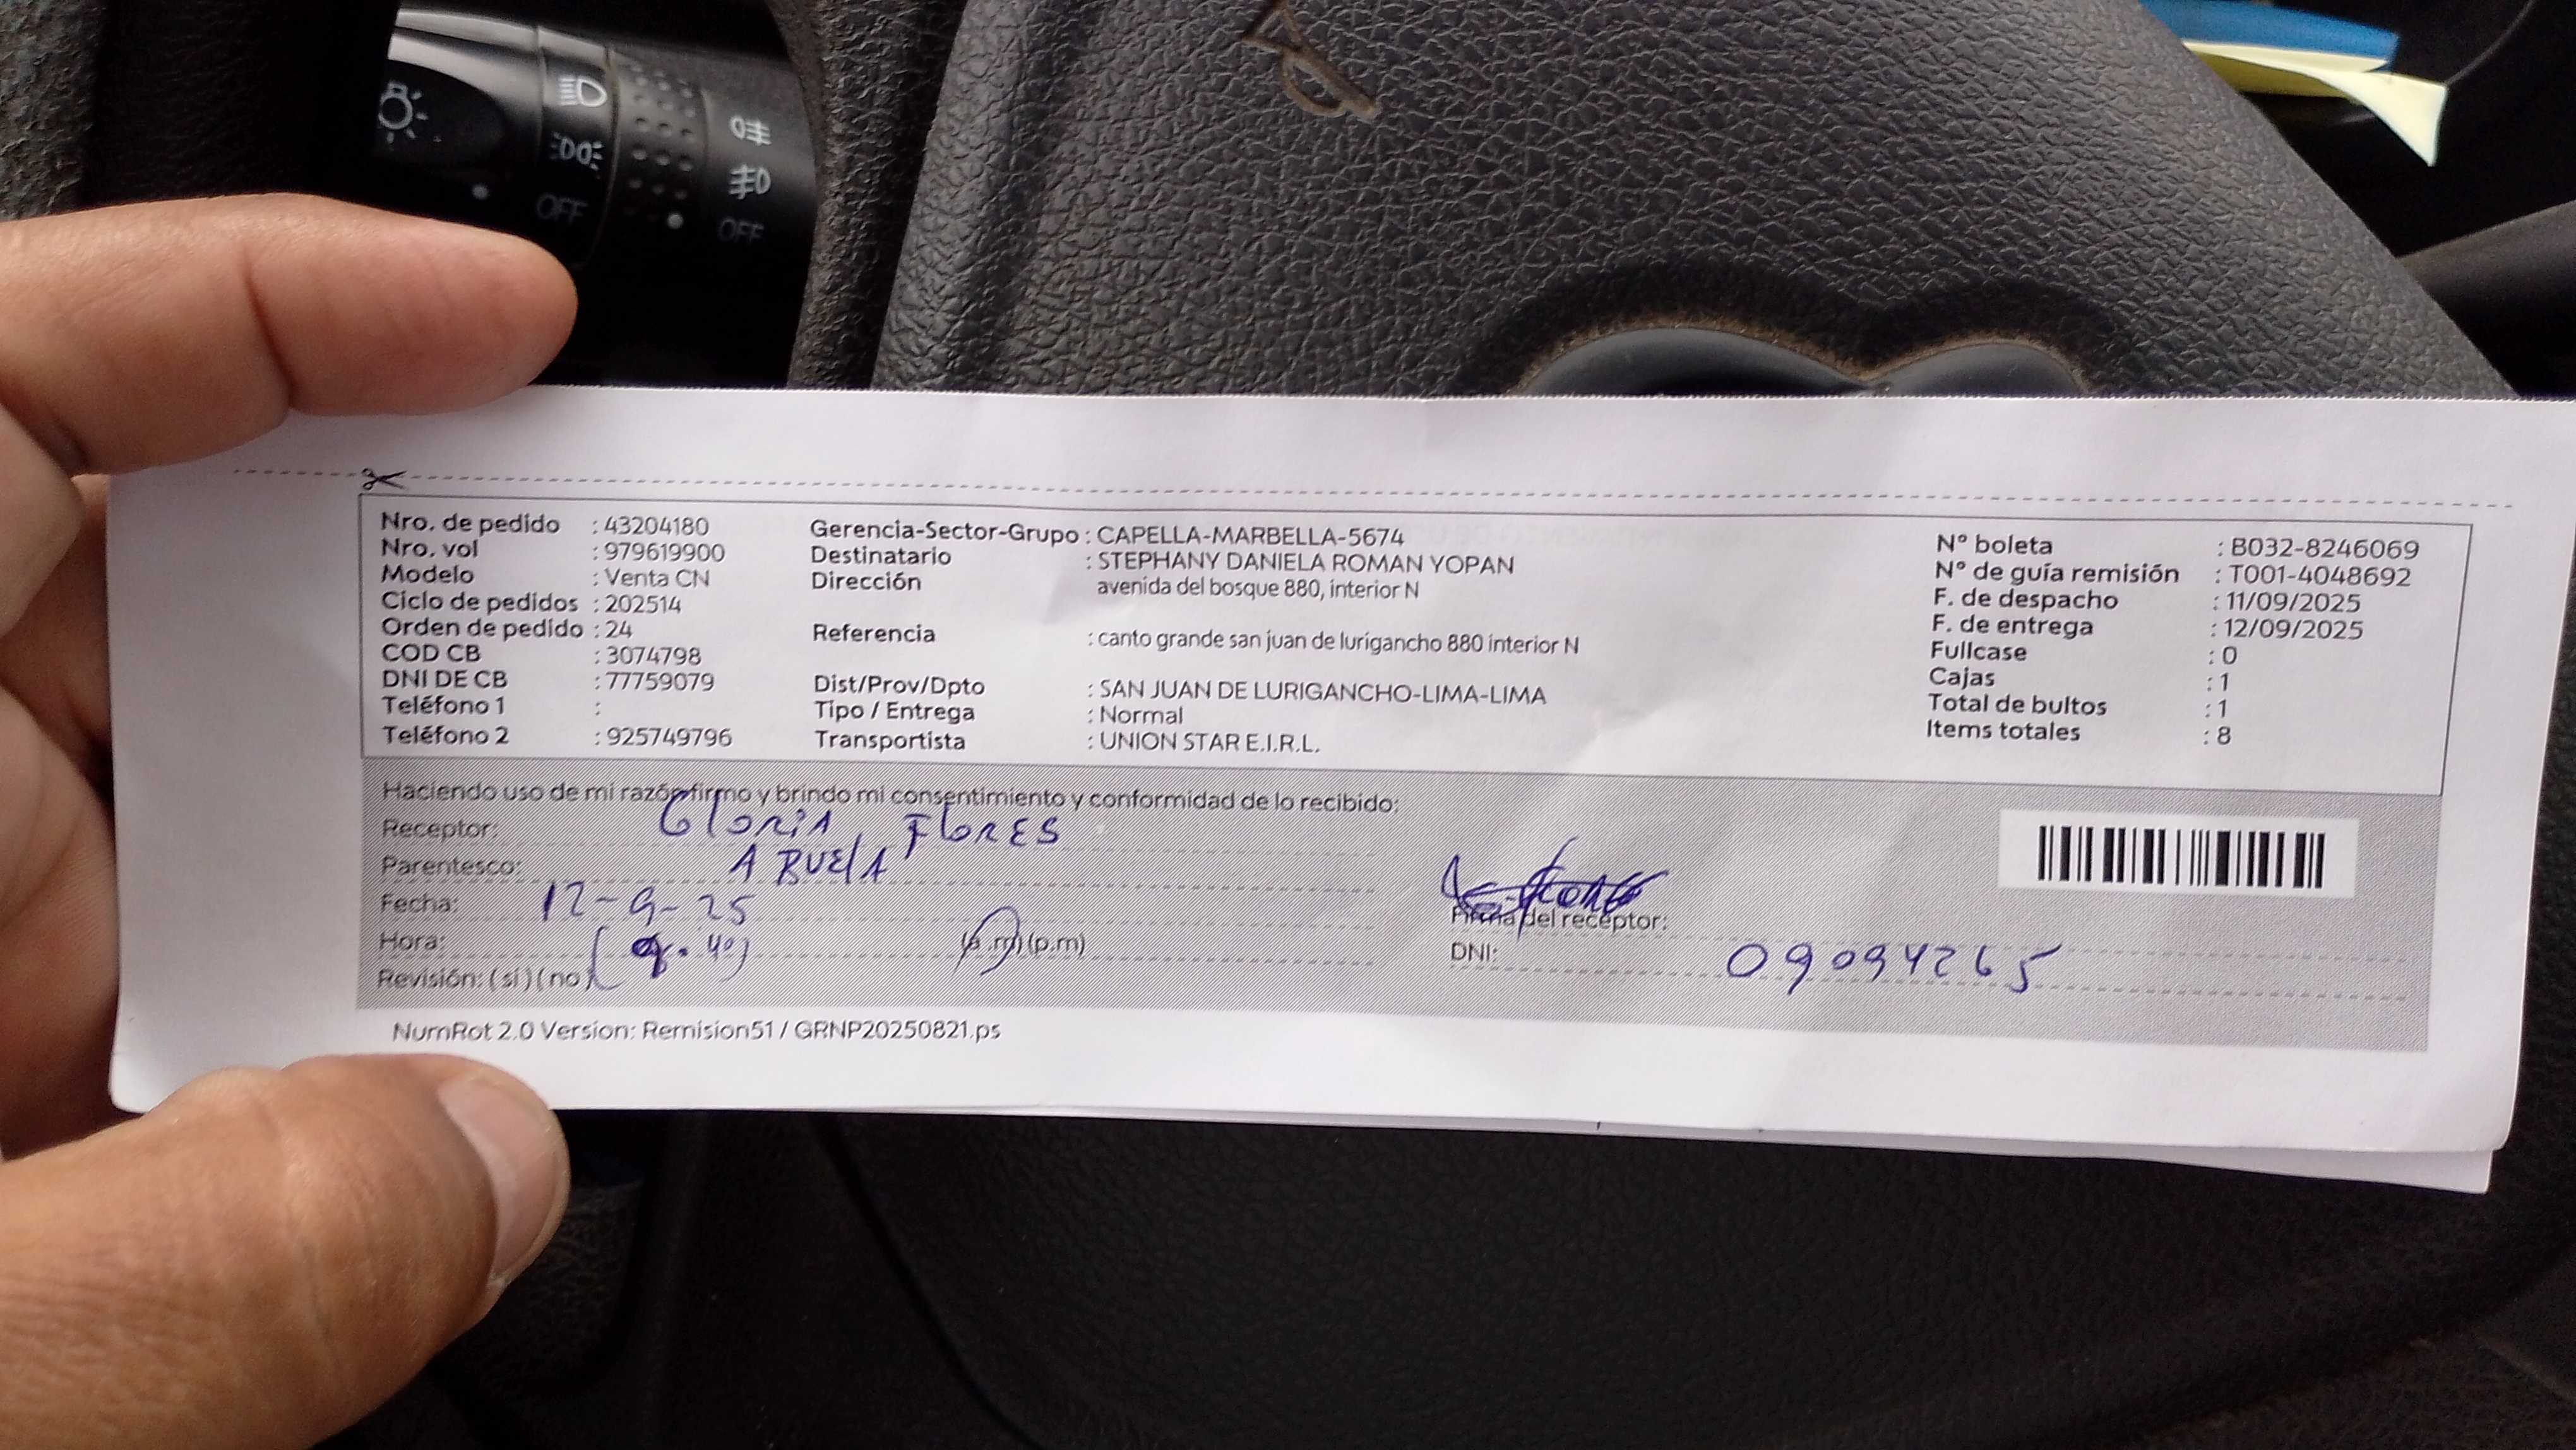 OFF
OFF
Nro. de pedido : 43204180
Nro. vol : 979619900
Modelo : Venta CN
Ciclo de pedidos : 202514
Orden de pedido : 24
COD CB : 3074798
DNI DE CB : 77759079
Teléfono 1 :
Teléfono 2 : 925749796
Gerencia-Sector-Grupo : CAPELLA-MARBELLA-5674
Destinatario : STEPHANY DANIELA ROMAN YOPAN
Dirección avenida del bosque 880, interior N
Referencia : canto grande san juan de lurigancho 880 interior N
Dist/Prov/Dpto : SAN JUAN DE LURIGANCHO-LIMA-LIMA
Tipo / Entrega : Normal
Transportista : UNION STAR E.I.R.L.
N° boleta : B032-8246069
N° de guía remisión : T001-4048692
F. de despacho : 11/09/2025
F. de entrega : 12/09/2025
Fullcase : 0
Cajas : 1
Total de bultos : 1
Items totales : 8
Haciendo uso de mi razón firmo y brindo mi consentimiento y conformidad de lo recibido:
Receptor: GloRiA FloRES
Parentesco: ABUElA
Fecha: 12-9-25
Hora: (9.40) (a.m) (p.m)
Revisión: (si) (no)
Firma del receptor:
DNI: 09094265
NumRot 2.0 Version: Remision51 / GRNP20250821.ps